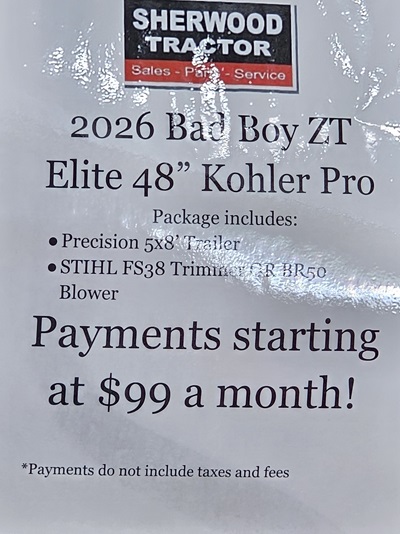 SHERWOOD
TRACTOR
Sales - Parts - Service
2026 Bad Boy ZT
Elite 48” Kohler Pro
Package includes:
• Precision 5x8' Trailer
• STIHL FS38 Trimmer OR BR50
Blower
Payments starting
at $99 a month!
*Payments do not include taxes and fees